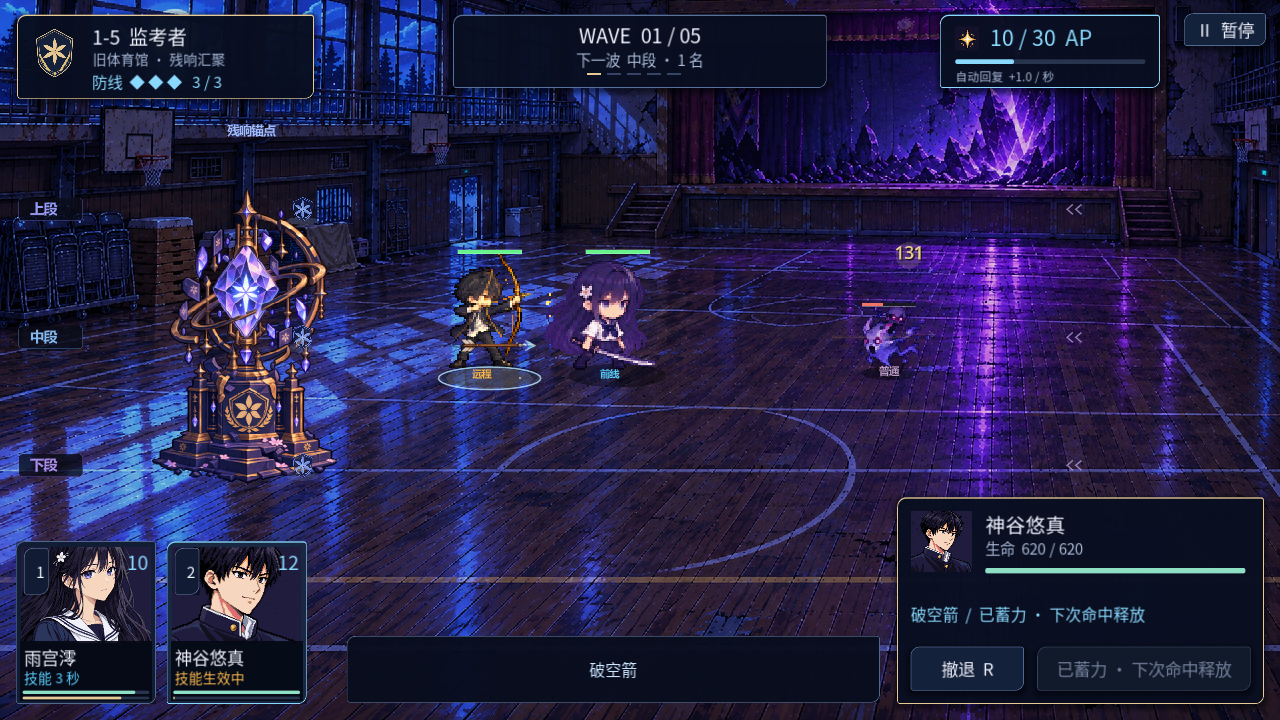 1-5 监考者
旧体育馆 · 残响汇聚
防线 3 / 3
WAVE 01 / 05
下一波 中段 · 1 名
10 / 30 AP
自动回复 +1.0 / 秒
暂停
残响锚点
上段
中段
下段
131
远程
前线
普通
1
10
雨宫澪
技能 3 秒
2
12
神谷悠真
技能生效中
破空箭
神谷悠真
生命 620 / 620
破空箭 / 已蓄力 · 下次命中释放
撤退 R
已蓄力 · 下次命中释放